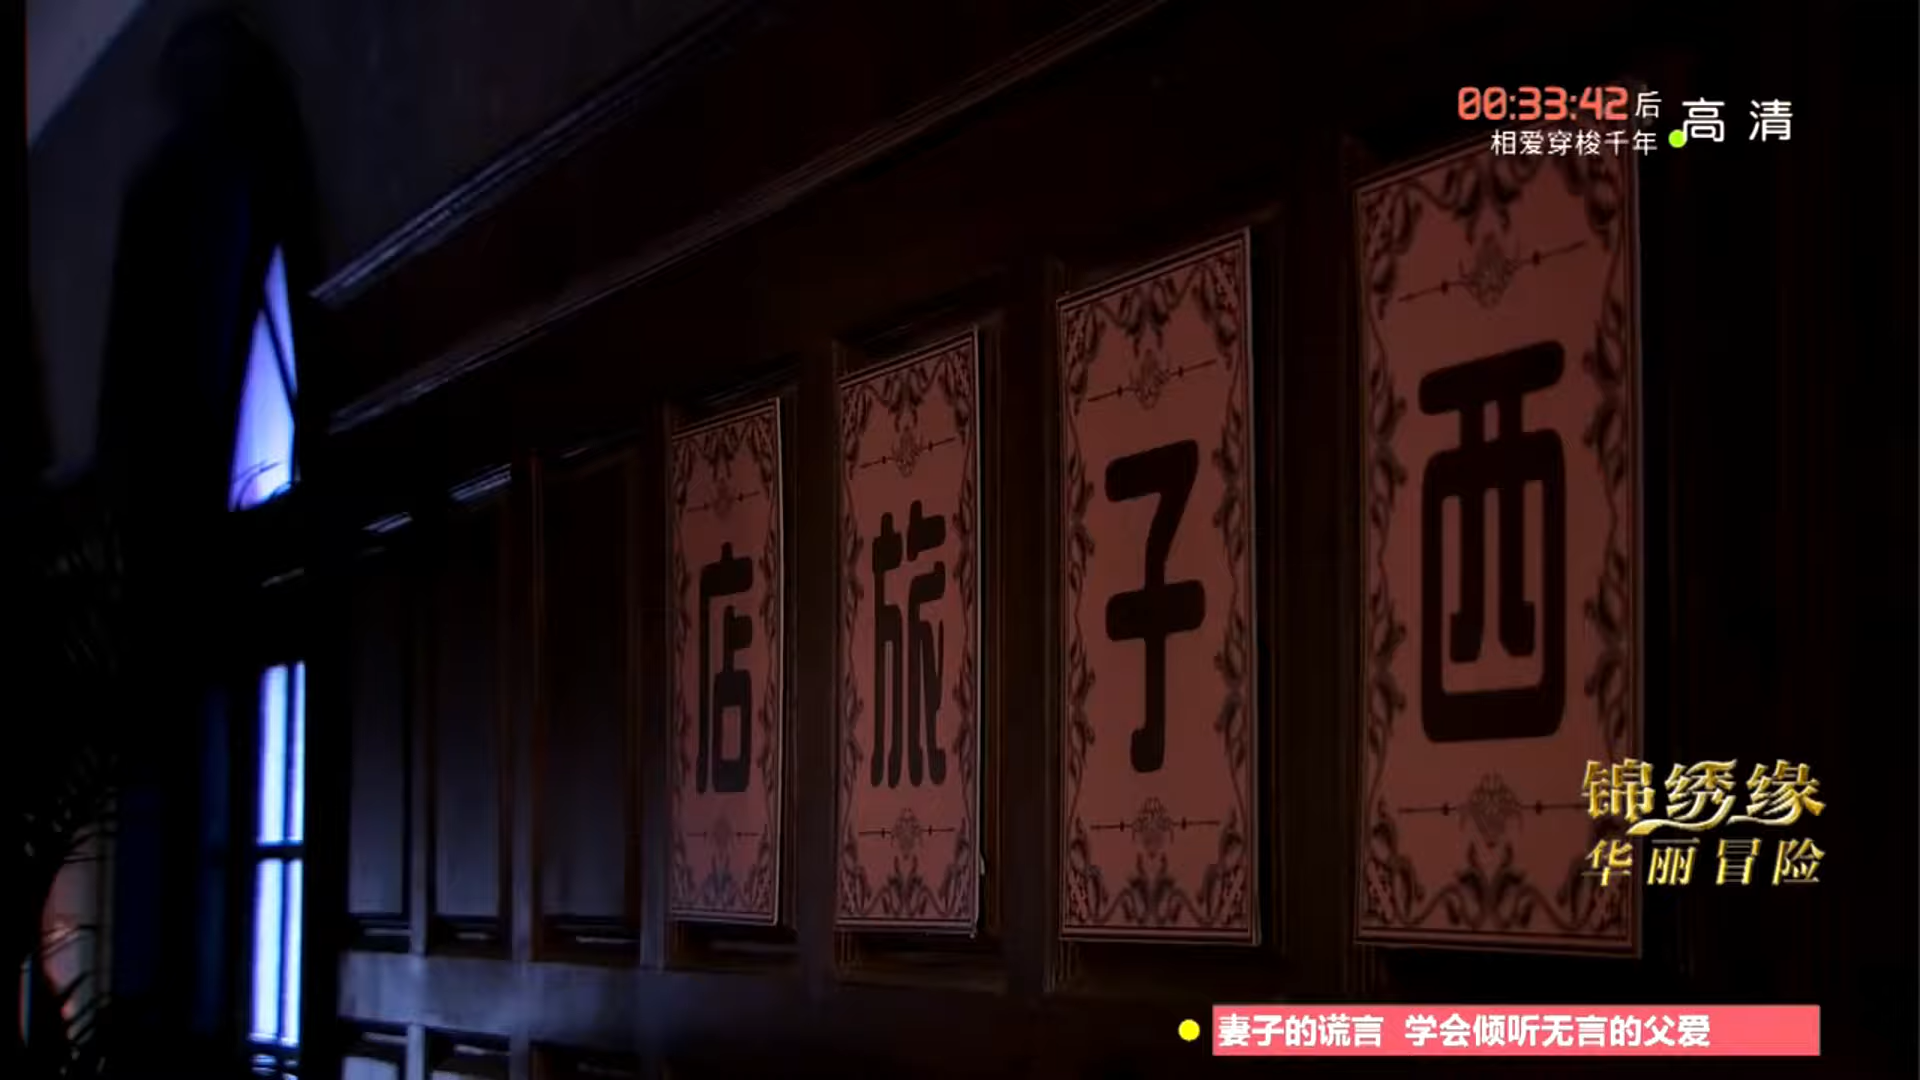 00:33:42后
相爱穿梭千年
高清
西子旅店
锦绣缘
华丽冒险
妻子的谎言 学会倾听无言的父爱